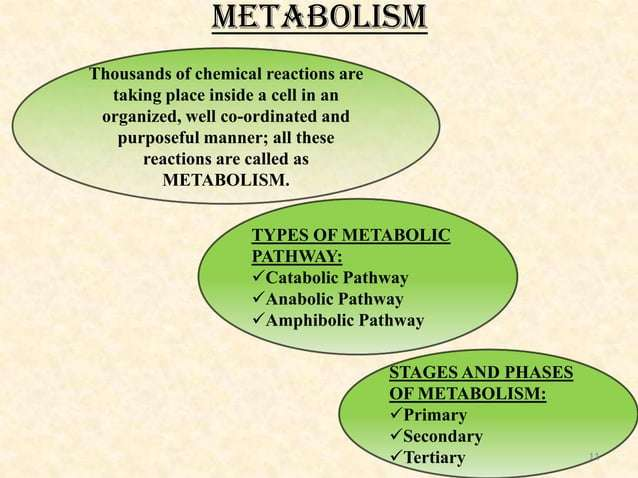 METABOLISM
Thousands of chemical reactions are
taking place inside a cell in an
organized, well co-ordinated and
purposeful manner; all these
reactions are called as
METABOLISM.
TYPES OF METABOLIC
PATHWAY:
✓Catabolic Pathway
✓Anabolic Pathway
✓Amphibolic Pathway
STAGES AND PHASES
OF METABOLISM:
✓Primary
✓Secondary
✓Tertiary